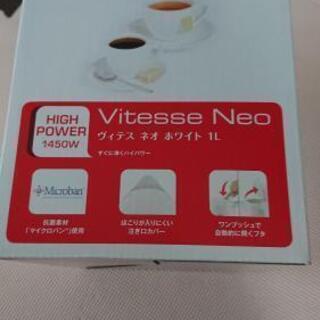 HIGH
POWER
1450W
Vitesse Neo
ヴィテス ネオ ホワイト 1L
すぐに沸くハイパワー
Microban
抗菌素材
「マイクロバン」使用
ほこりが入りにくい
注ぎ口カバー
ワンプッシュで
自動的に開くフタ